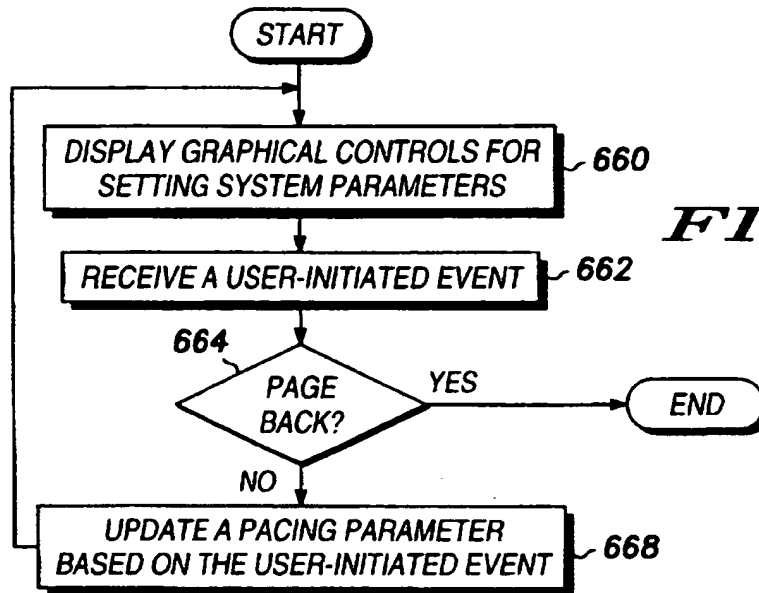 START
DISPLAY GRAPHICAL CONTROLS FOR
SETTING SYSTEM PARAMETERS
660
FI
RECEIVE A USER-INITIATED EVENT
662
664
PAGE
BACK?
YES
END
NO
UPDATE A PACING PARAMETER
BASED ON THE USER-INITIATED EVENT
668